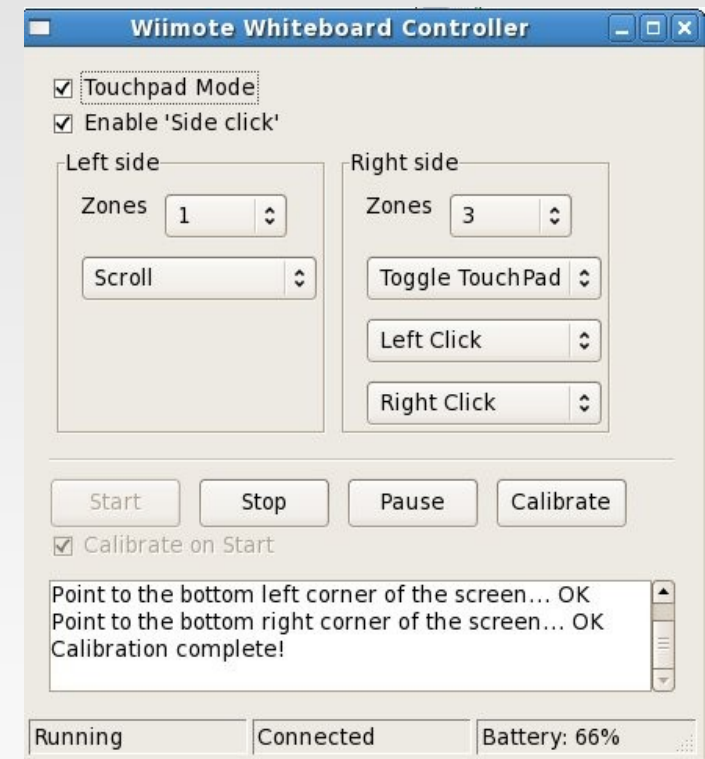 Wiimote Whiteboard Controller
Touchpad Mode
Enable 'Side click'
Left side
Zones 1
Scroll
Right side
Zones 3
Toggle TouchPad
Left Click
Right Click
Start Stop Pause Calibrate
Calibrate on Start
Point to the bottom left corner of the screen... OK
Point to the bottom right corner of the screen... OK
Calibration complete!
Running Connected Battery: 66%